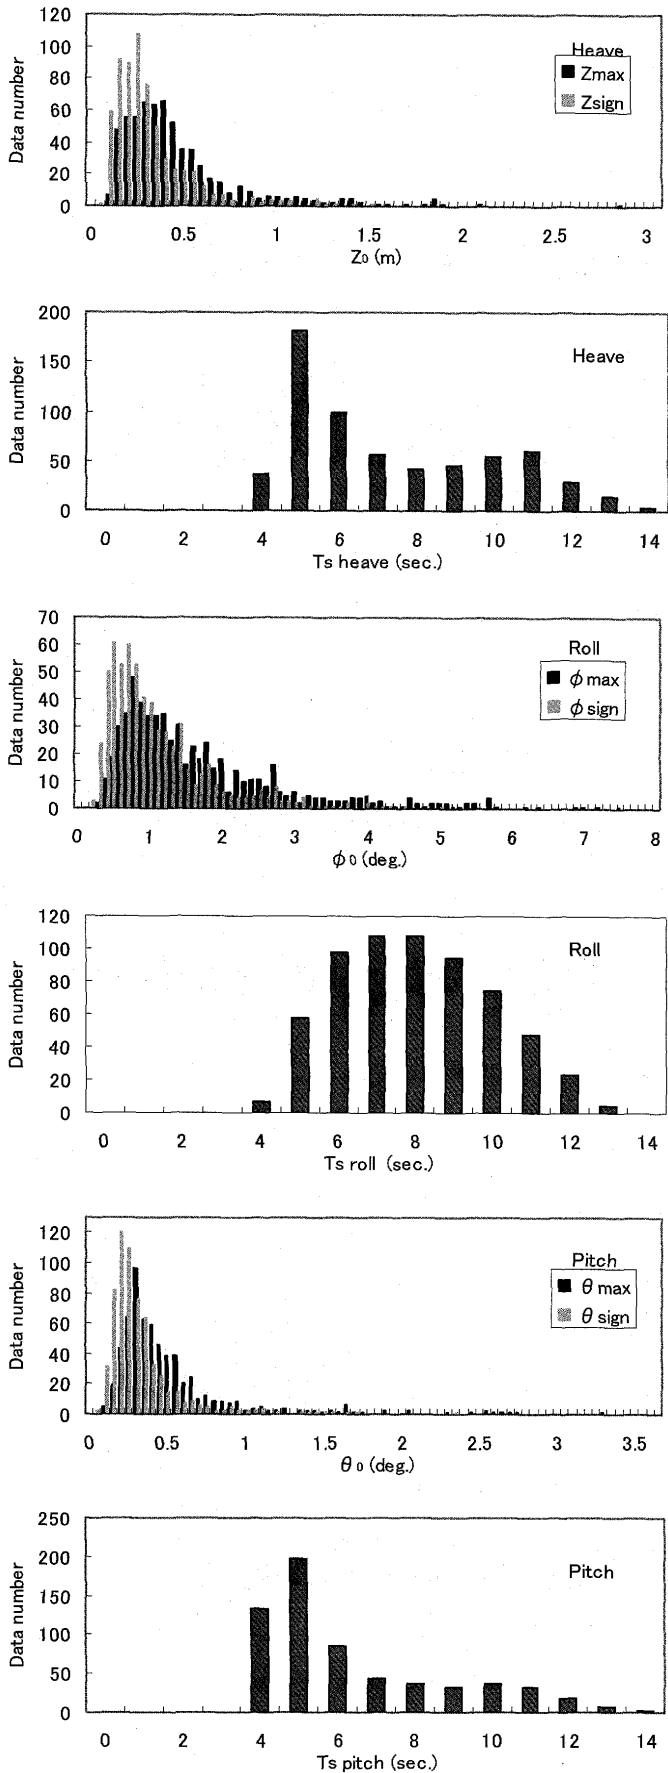 120
Heave
100
Zmax
80
Zsign
60
40
20
0
Data number
0 0.5 1 1.5 2 2.5 3
Z0 (m)
200
Heave
150
100
50
0
Data number
0 2 4 6 8 10 12 14
Ts heave (sec.)
70
Roll
60
ϕ max
50
ϕ sign
40
30
20
10
0
Data number
0 1 2 3 4 5 6 7 8
ϕ0 (deg.)
120
Roll
100
80
60
40
20
0
Data number
0 2 4 6 8 10 12 14
Ts roll (sec.)
120
Pitch
100
θ max
80
θ sign
60
40
20
0
Data number
0 0.5 1 1.5 2 2.5 3 3.5
θ0 (deg.)
250
Pitch
200
150
100
50
0
Data number
0 2 4 6 8 10 12 14
Ts pitch (sec.)